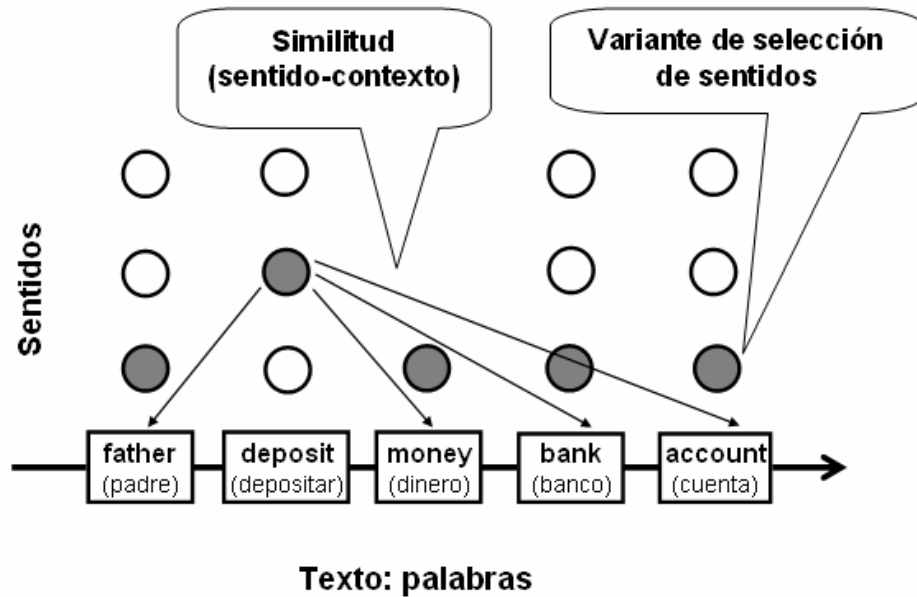 Similitud
(sentido-contexto)
Variante de selección
de sentidos
Sentidos
father
(padre)
deposit
(depositar)
money
(dinero)
bank
(banco)
account
(cuenta)
Texto: palabras